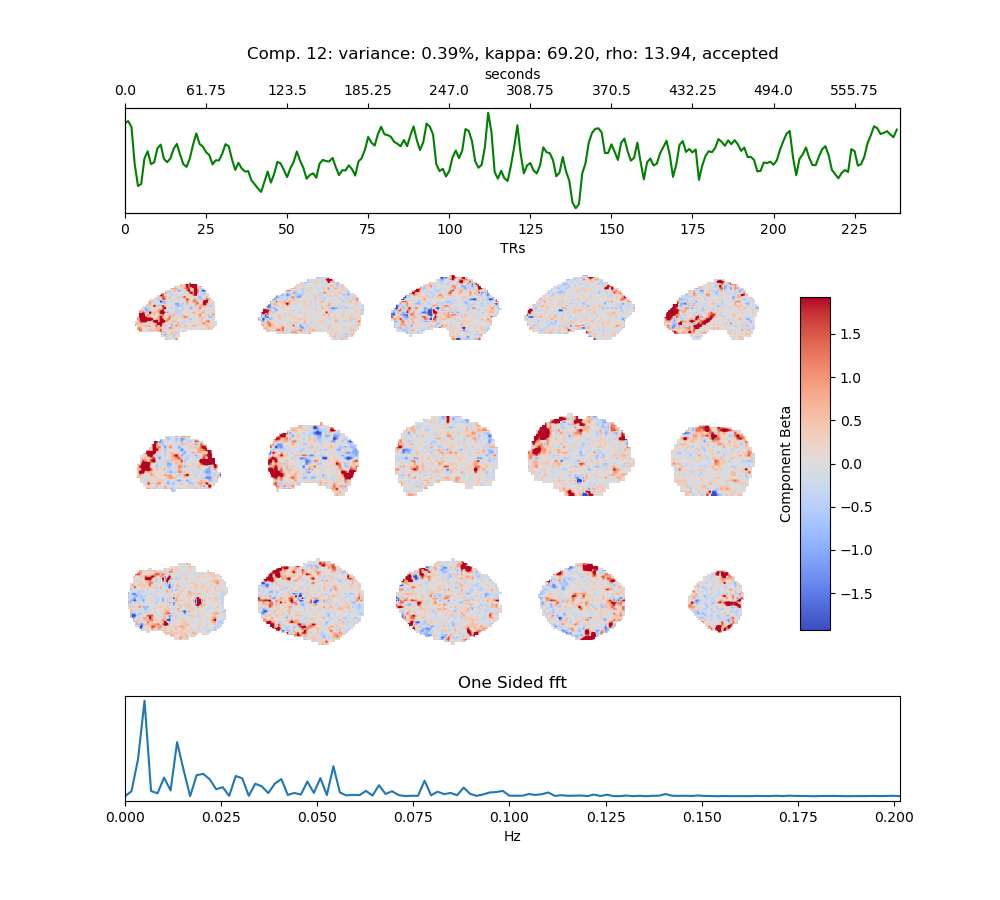 Comp. 12: variance: 0.39%, kappa: 69.20, rho: 13.94, accepted
seconds
0.0 61.75 123.5 185.25 247.0 308.75 370.5 432.25 494.0 555.75
0 25 50 75 100 125 150 175 200 225
TRs
1.5
1.0
0.5
0.0
−0.5
−1.0
−1.5
Component Beta
One Sided fft
0.000 0.025 0.050 0.075 0.100 0.125 0.150 0.175 0.200
Hz